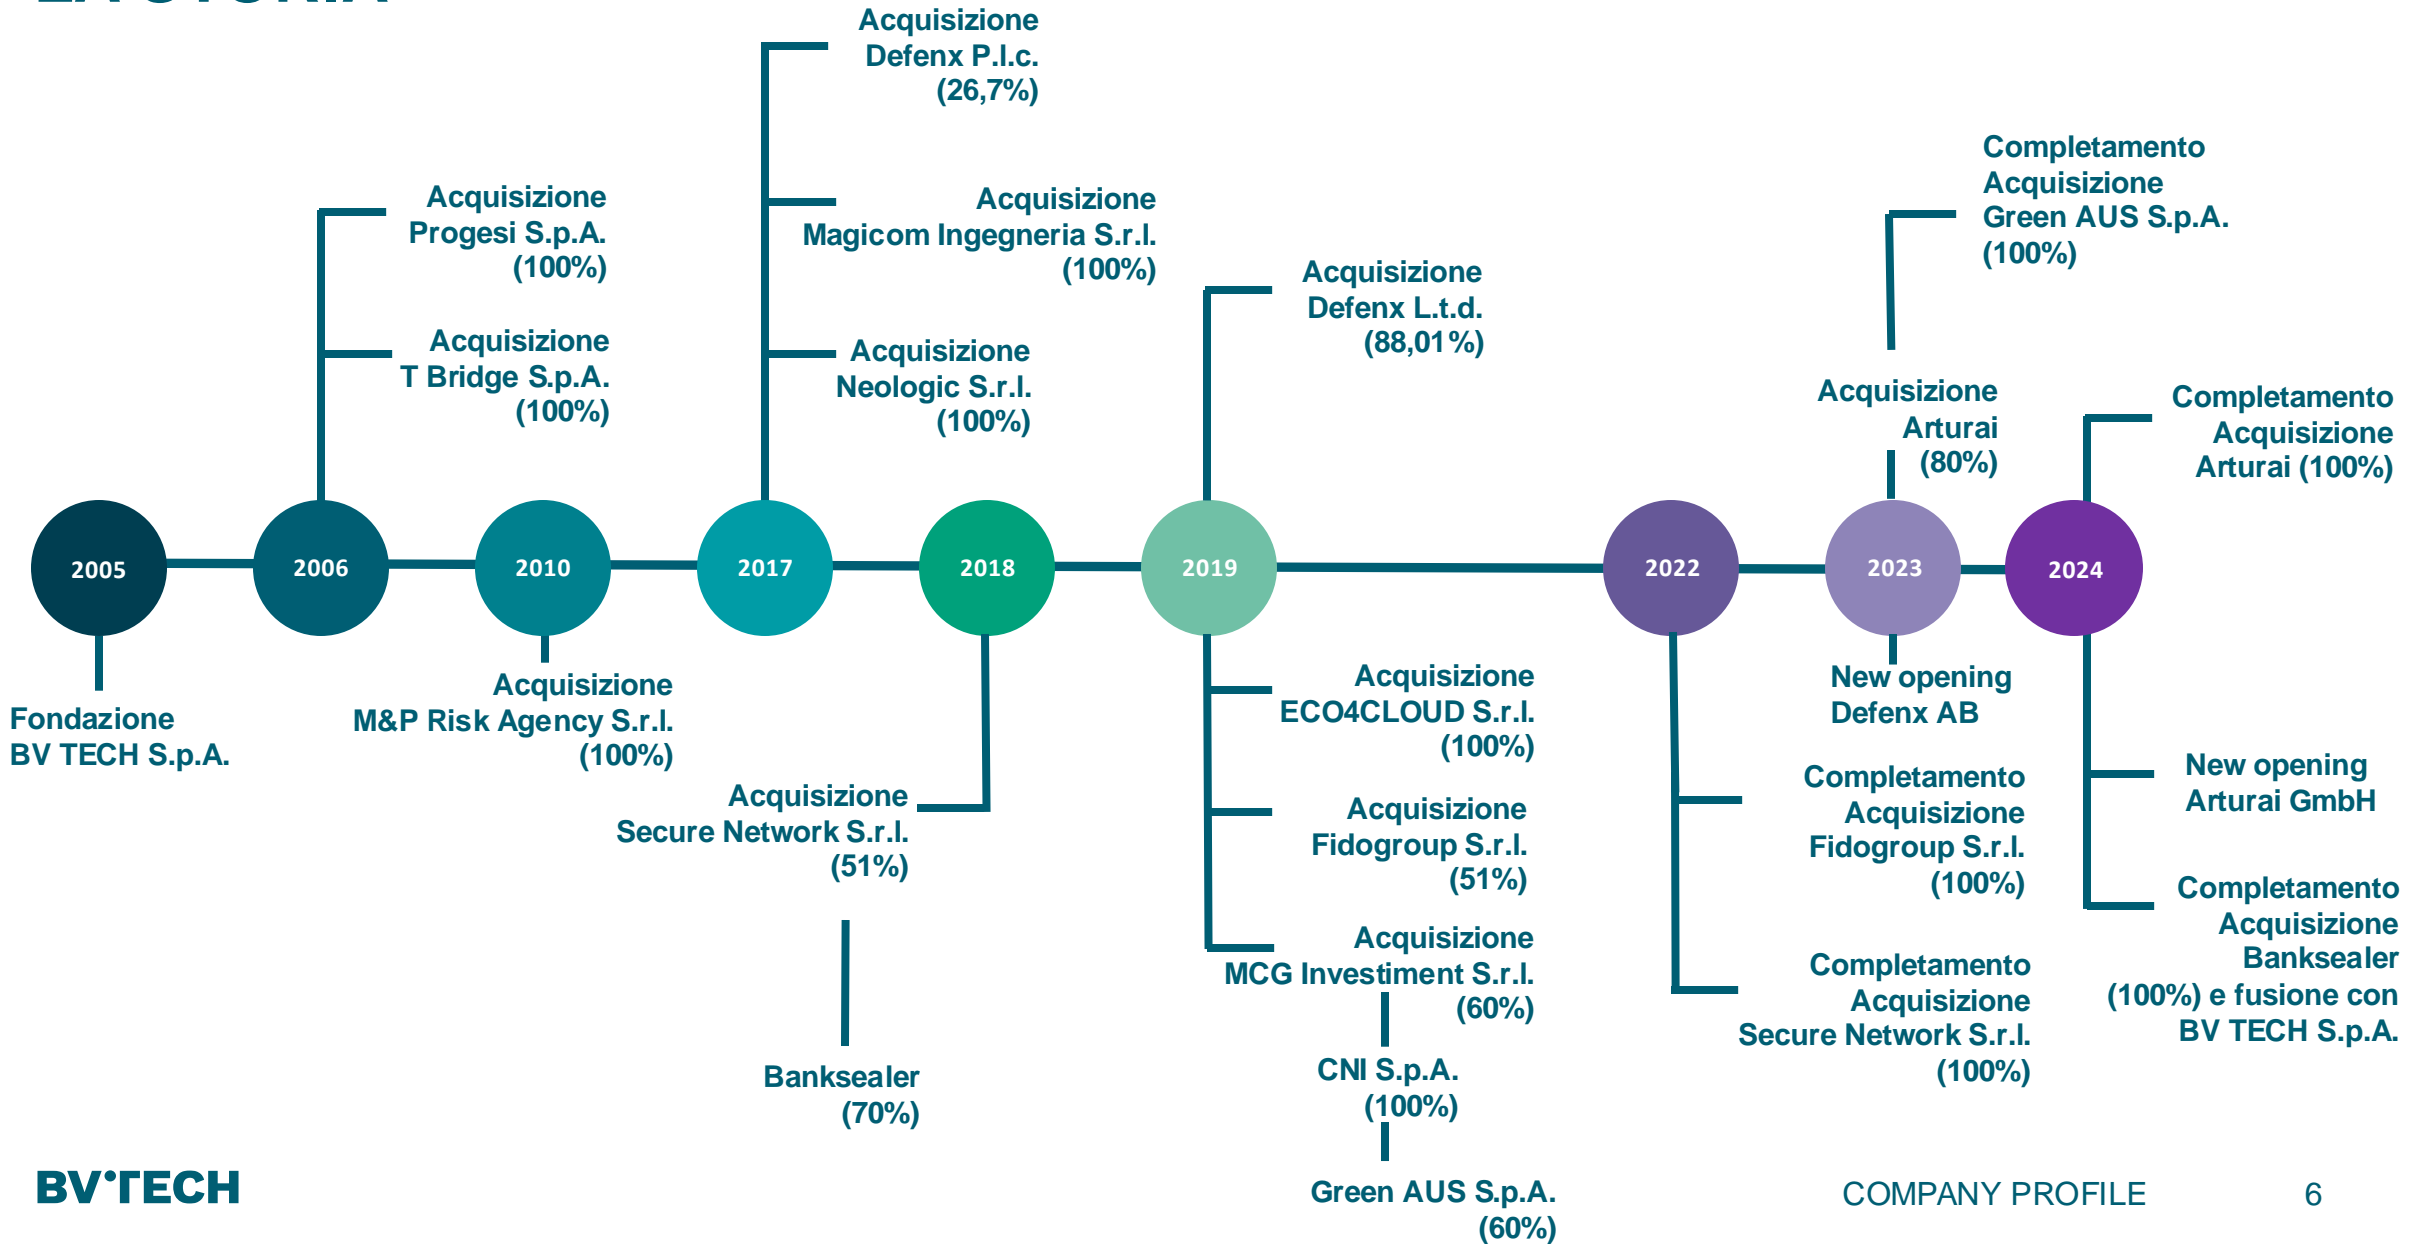 Acquisizione
Defenx P.l.c.
(26,7%)
Completamento
Acquisizione
Green AUS S.p.A.
(100%)
Acquisizione
Progesi S.p.A.
(100%)
Acquisizione
Magicom Ingegneria S.r.l.
(100%)
Acquisizione
Defenx L.t.d.
(88,01%)
Acquisizione
T Bridge S.p.A.
(100%)
Acquisizione
Neologic S.r.l.
(100%)
Acquisizione
Arturai
(80%)
Completamento
Acquisizione
Arturai (100%)
2005
2006
2010
2017
2018
2019
2022
2023
2024
Fondazione
BV TECH S.p.A.
Acquisizione
M&P Risk Agency S.r.l.
(100%)
Acquisizione
Secure Network S.r.l.
(51%)
Banksealer
(70%)
Acquisizione
ECO4CLOUD S.r.l.
(100%)
Acquisizione
Fidogroup S.r.l.
(51%)
Acquisizione
MCG Investiment S.r.l.
(60%)
CNI S.p.A.
(100%)
Green AUS S.p.A.
(60%)
New opening
Defenx AB
Completamento
Acquisizione
Fidogroup S.r.l.
(100%)
Completamento
Acquisizione
Secure Network S.r.l.
(100%)
New opening
Arturai GmbH
Completamento
Acquisizione
Banksealer
(100%) e fusione con
BV TECH S.p.A.
BV TECH
COMPANY PROFILE
6